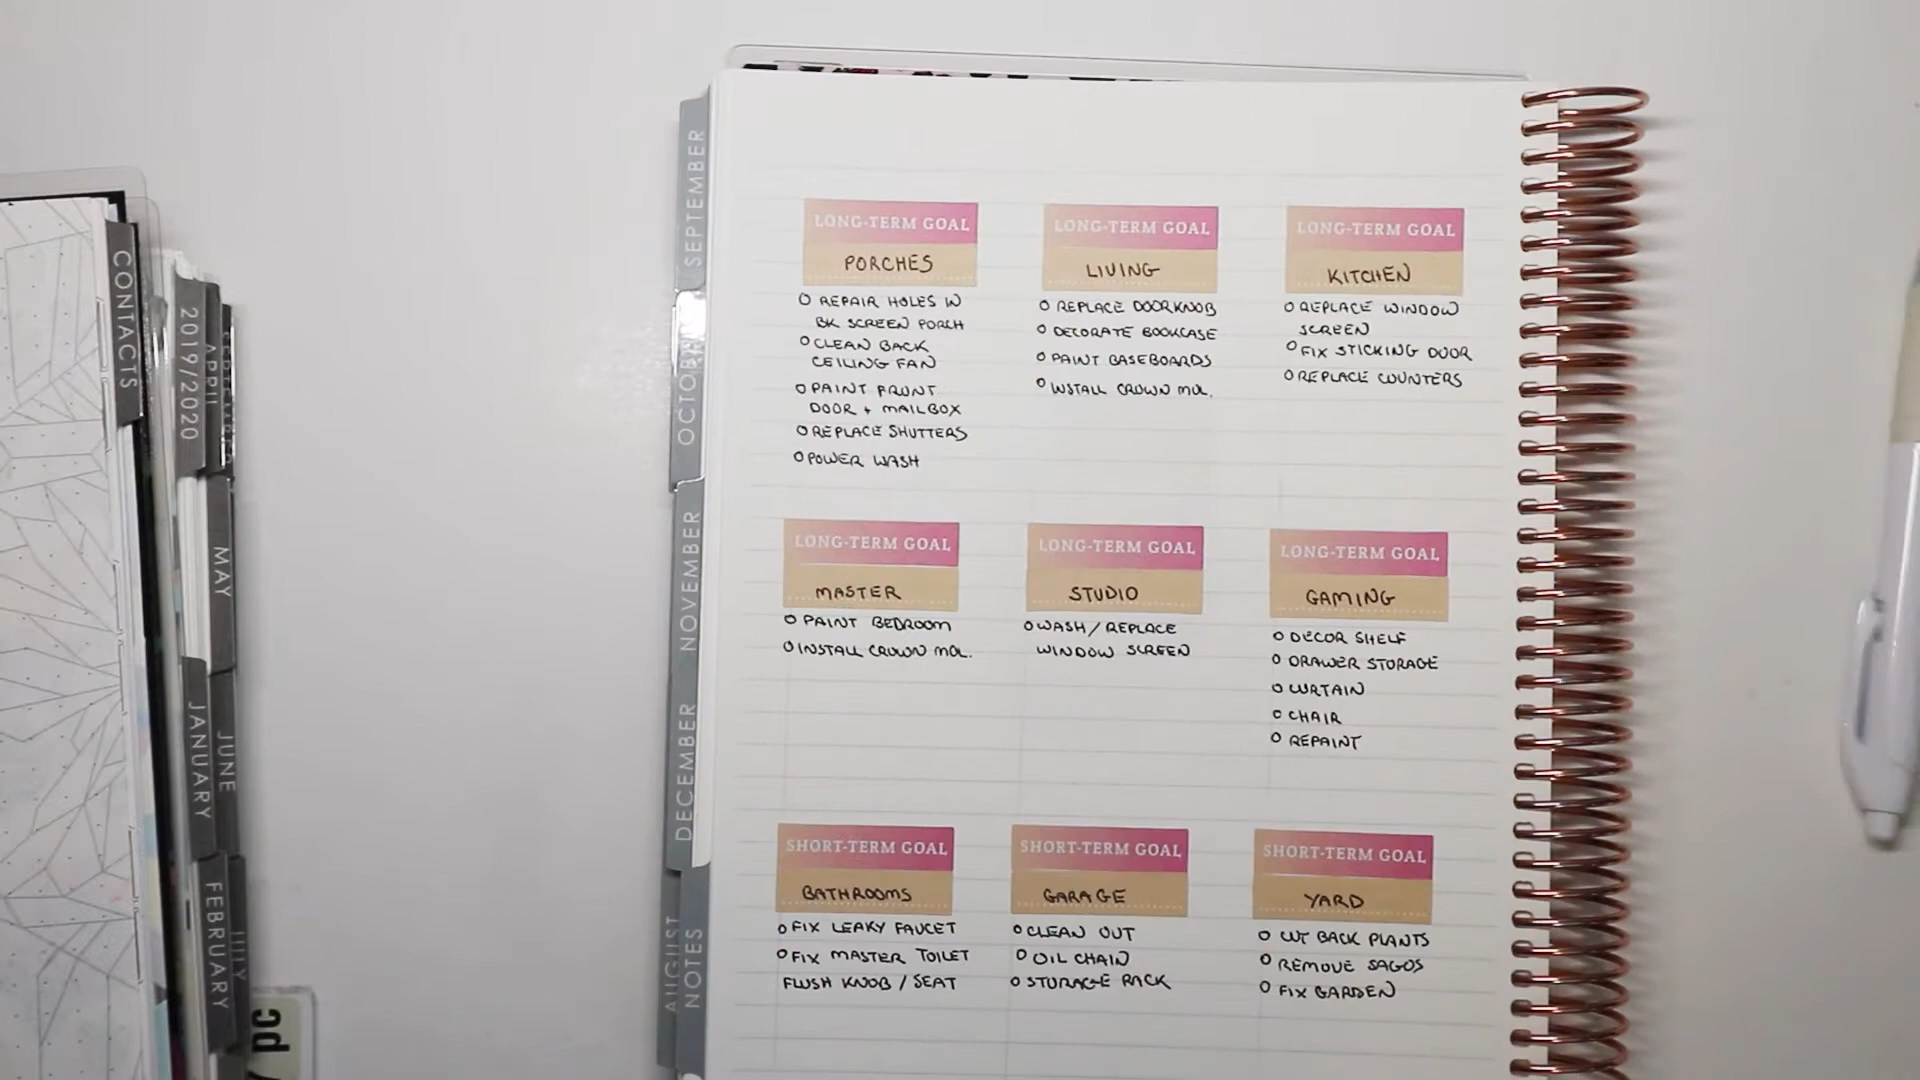 CONTACTS
2019/2020
APRIL
MAY
JANUARY
JUNE
FEBRUARY
JULY
pc
SEPTEMBER
OCTOBER
NOVEMBER
DECEMBER
AUGUST
NOTES
LONG-TERM GOAL
PORCHES
O REPAIR HOLES IN
BK SCREEN PORCH
O CLEAN BACK
CEILING FAN
O PAINT FRONT
DOOR + MAILBOX
O REPLACE SHUTTERS
O POWER WASH
LONG-TERM GOAL
LIVING
O REPLACE DOORKNOB
O DECORATE BOOKCASE
O PAINT BASEBOARDS
O INSTALL CROWN MOL.
LONG-TERM GOAL
KITCHEN
O REPLACE WINDOW
SCREEN
O FIX STICKING DOOR
O REPLACE COUNTERS
LONG-TERM GOAL
MASTER
O PAINT BEDROOM
O INSTALL CROWN MOL.
LONG-TERM GOAL
STUDIO
O WASH / REPLACE
WINDOW SCREEN
LONG-TERM GOAL
GAMING
O DECOR SHELF
O DRAWER STORAGE
O CURTAIN
O CHAIR
O REPAINT
SHORT-TERM GOAL
BATHROOMS
O FIX LEAKY FAUCET
O FIX MASTER TOILET
FLUSH KNOB / SEAT
SHORT-TERM GOAL
GARAGE
O CLEAN OUT
O OIL CHAIN
O STORAGE RACK
SHORT-TERM GOAL
YARD
O CUT BACK PLANTS
O REMOVE SAGOS
O FIX GARDEN